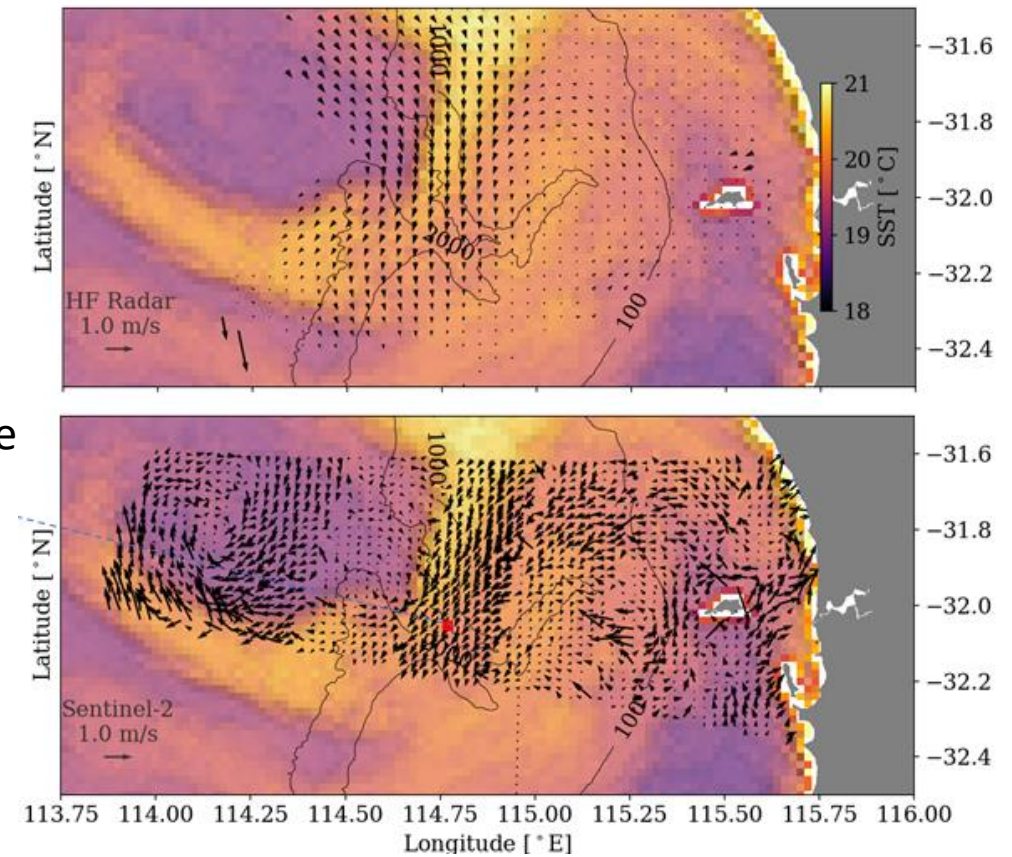 1000
2000
100
Latitude [°N]
HF Radar
1.0 m/s
21
20
19
18
SST [°C]
−31.6
−31.8
−32.0
−32.2
−32.4
e
1000
100
Latitude [°N]
Sentinel-2
1.0 m/s
−31.6
−31.8
−32.0
−32.2
−32.4
113.75 114.00 114.25 114.50 114.75 115.00 115.25 115.50 115.75 116.00
Longitude [°E]